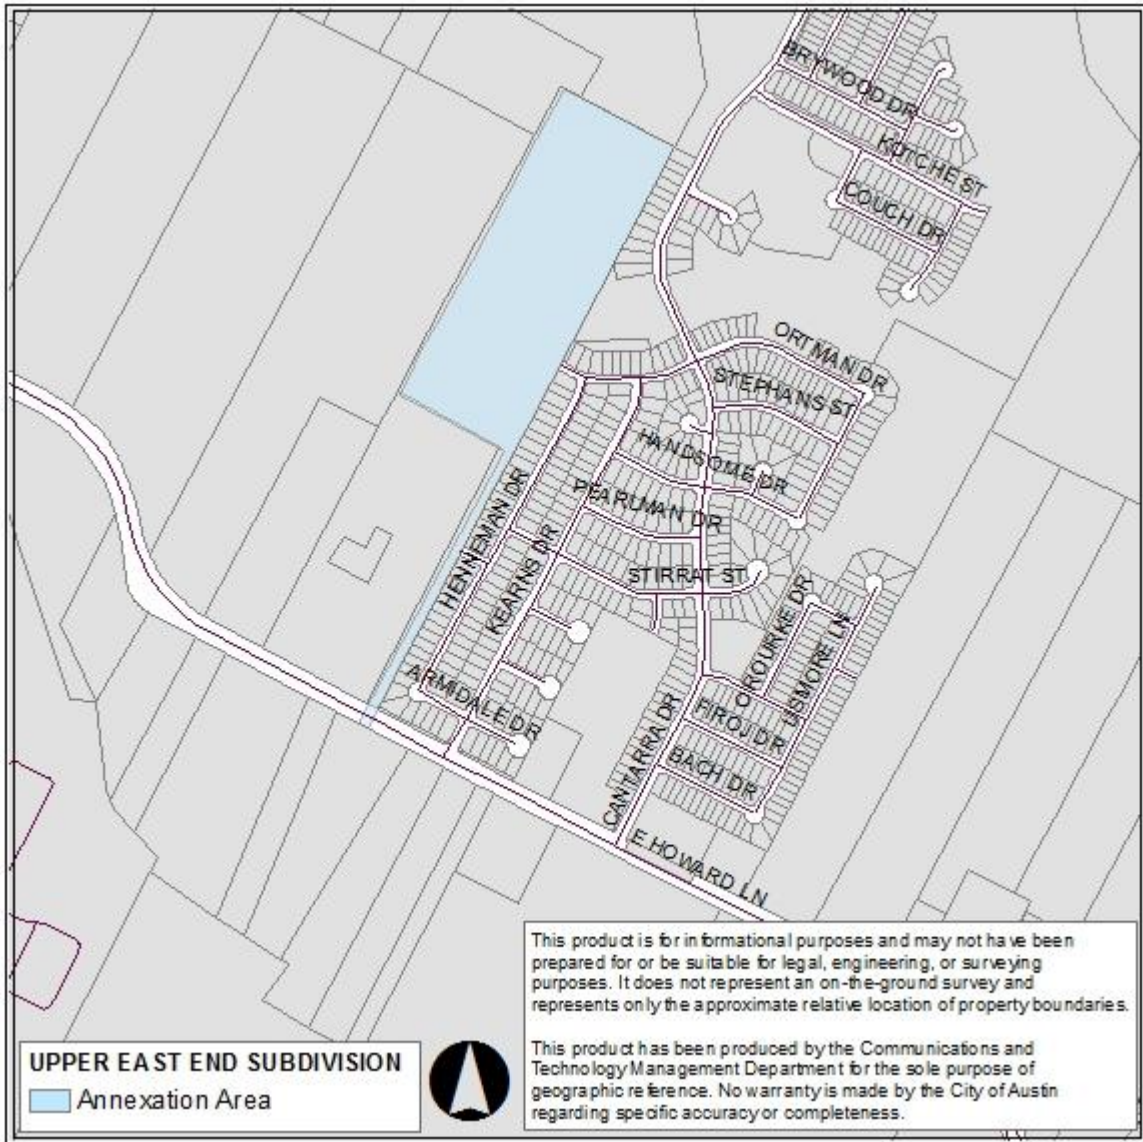 BRYWOOD DR
KOTCHE ST
COUCH DR
ORTMAN DR
STEPHANS ST
HANDSOME DR
PEARLMAN DR
HENNEMAN DR
KEARNS DR
STIRRAT ST
O ROURKE DR
LISMORE LN
ARMIDALE DR
FIROJ DR
CANTARRA DR
BACH DR
E HOWARD LN
This product is for informational purposes and may not have been
prepared for or be suitable for legal, engineering, or surveying
purposes. It does not represent an on-the-ground survey and
represents only the approximate relative location of property boundaries.
This product has been produced by the Communications and
Technology Management Department for the sole purpose of
geographic reference. No warranty is made by the City of Austin
regarding specific accuracy or completeness.
UPPER EAST END SUBDIVISION
Annexation Area